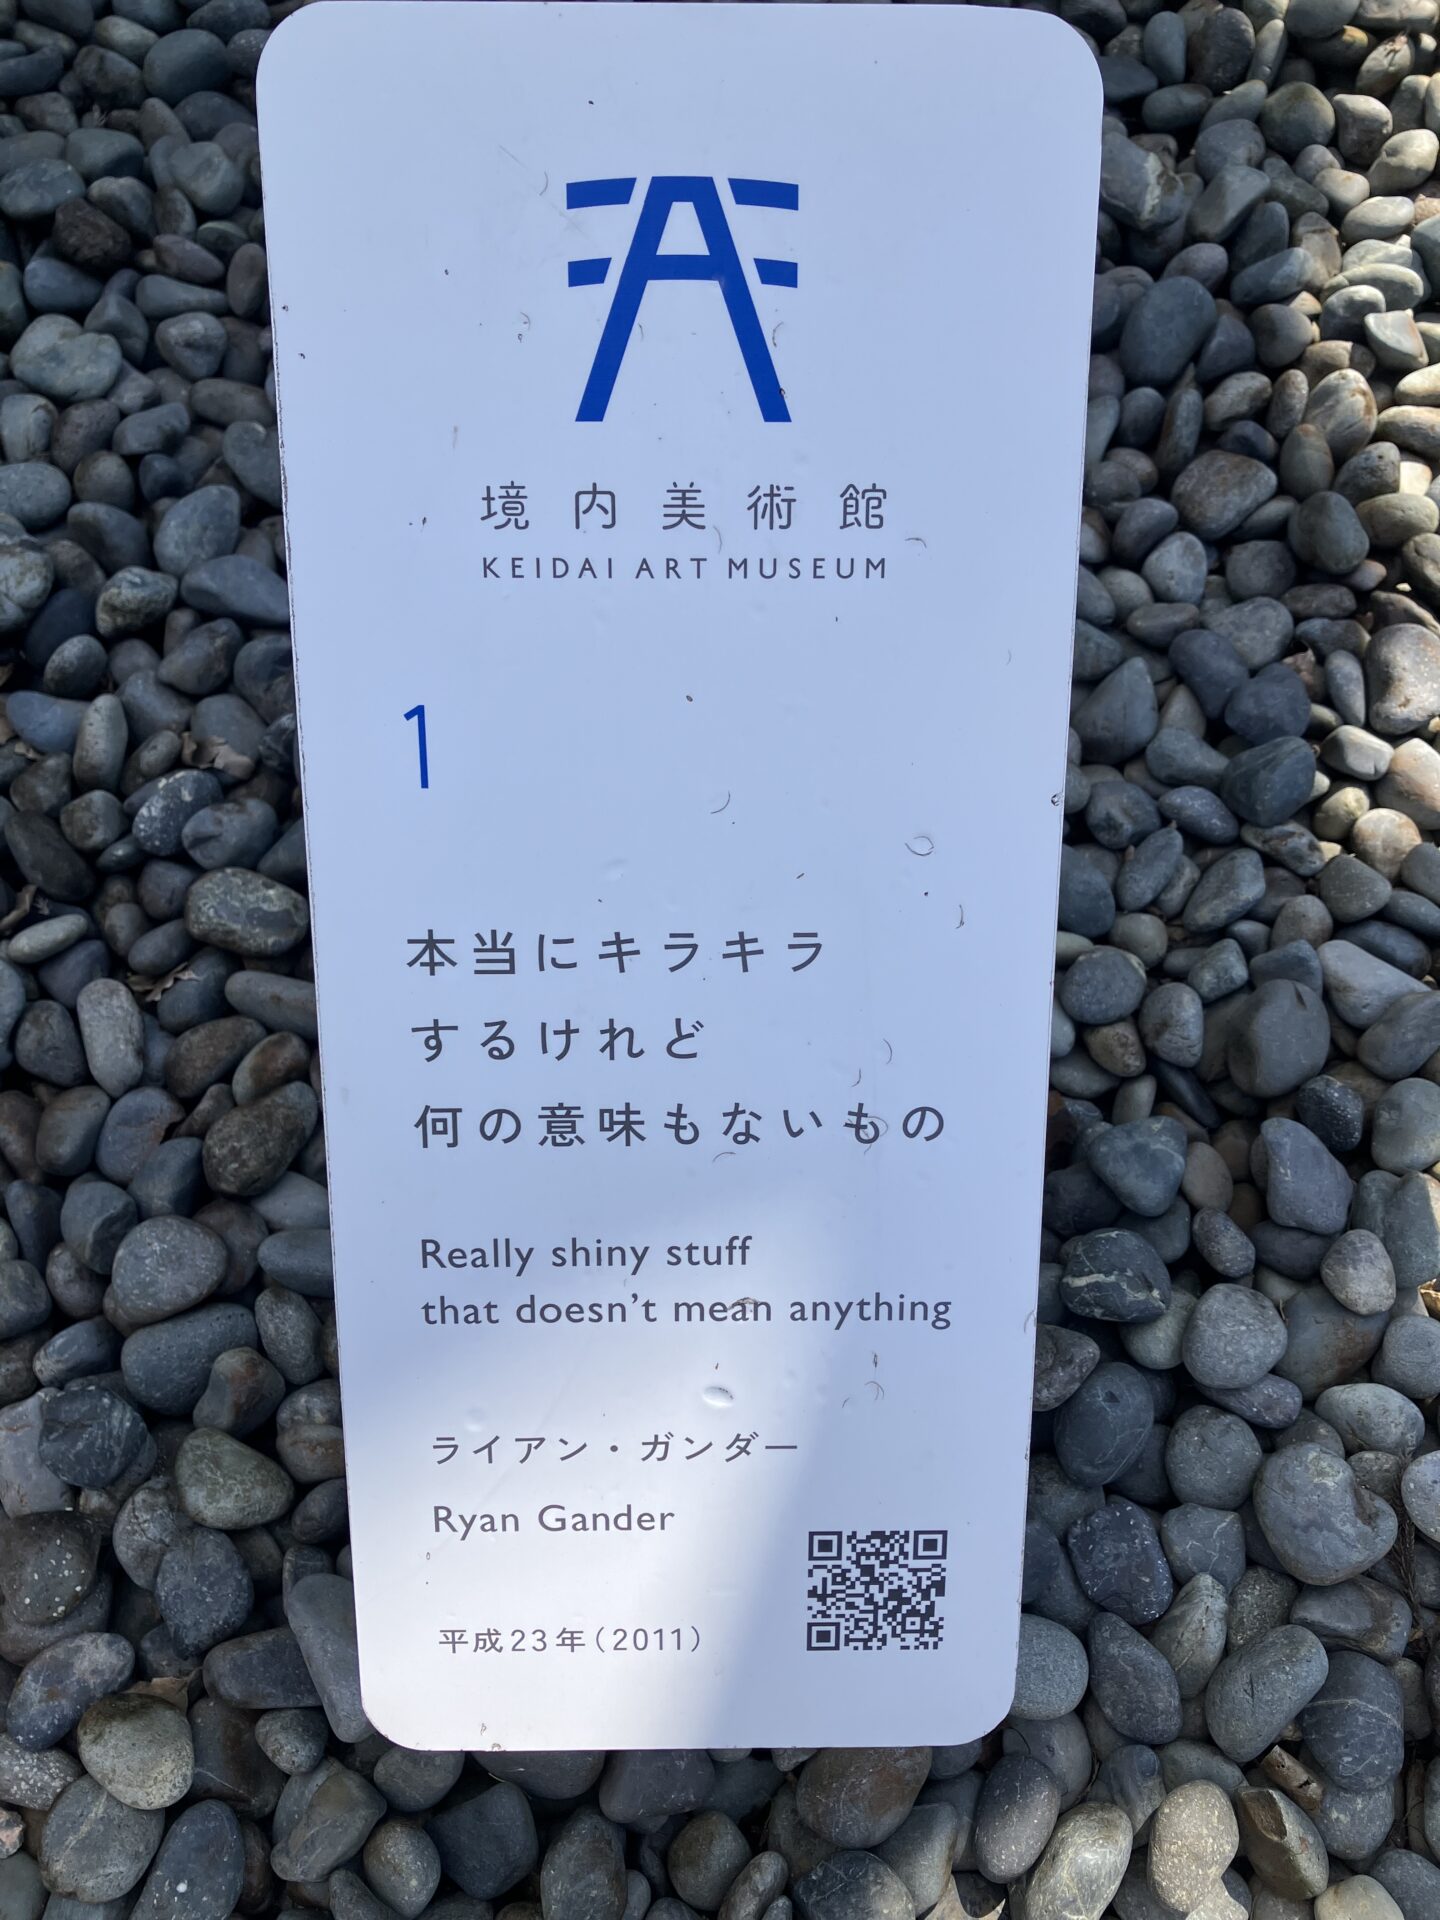 境内美術館
KEIDAI ART MUSEUM
1
本当にキラキラ
するけれど
何の意味もないもの
Really shiny stuff
that doesn't mean anything
ライアン・ガンダー
Ryan Gander
平成23年(2011)